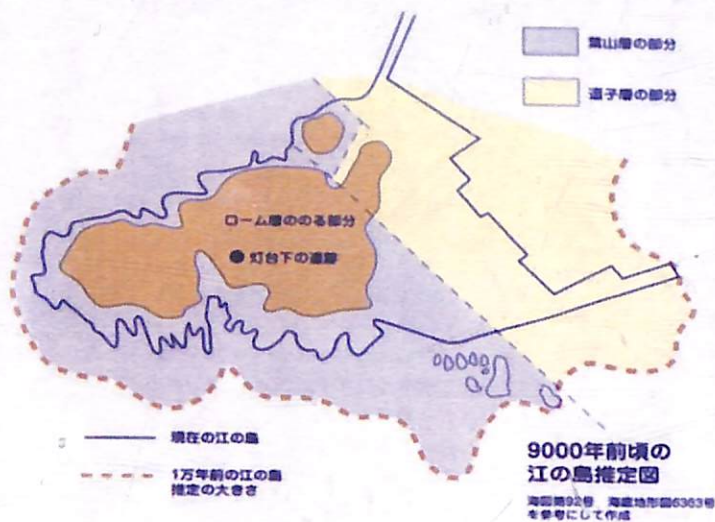 葉山層の部分
逗子層の部分
ローム層ののる部分
灯台下の遺跡
現在の江の島
1万年前の江の島
推定の大きさ
9000年前頃の
江の島推定図
海図第92号 海底地形図6363号
を参考にして作成